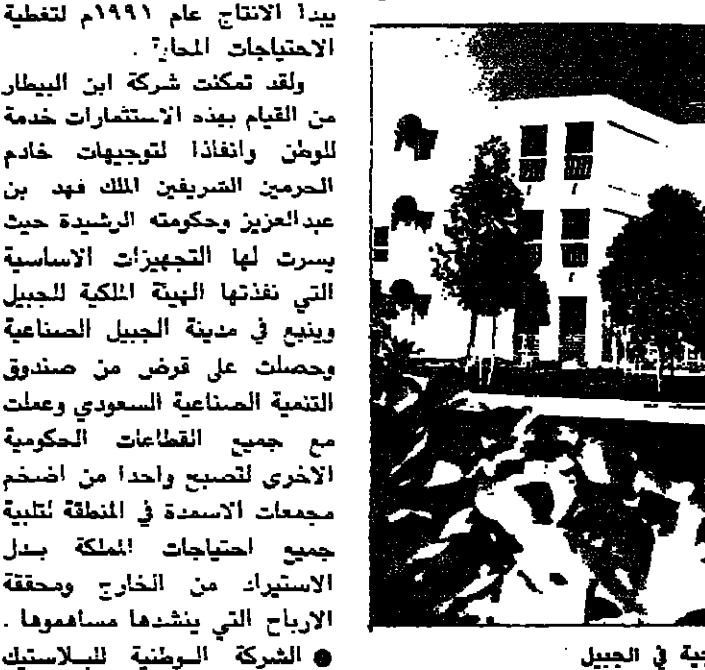 يبدأ الانتاج عام ١٩٩١م لتغطية
الاحتياجات المحلية .
ولقد تمكنت شركة ابن البيطار
من القيام بهذه الاستثمارات خدمة
للوطن وانفاذا لتوجيهات خادم
الحرمين الشريفين الملك فهد بن
عبدالعزيز وحكومته الرشيدة حيث
يسرت لها التجهيزات الاساسية
التي نفذتها الهيئة الملكية للجبيل
وينبع في مدينة الجبيل الصناعية
وحصلت على قرض من صندوق
التنمية الصناعية السعودي وعملت
مع جميع القطاعات الحكومية
الاخرى لتصبح واحدا من اضخم
مجمعات الاسمدة في المنطقة لتلبية
جميع احتياجات المملكة بدل
الاستيراد من الخارج ومحققة
الارباح التي ينشدها مساهموها .
● الشركة الوطنية للبلاستيك
في الجبيل